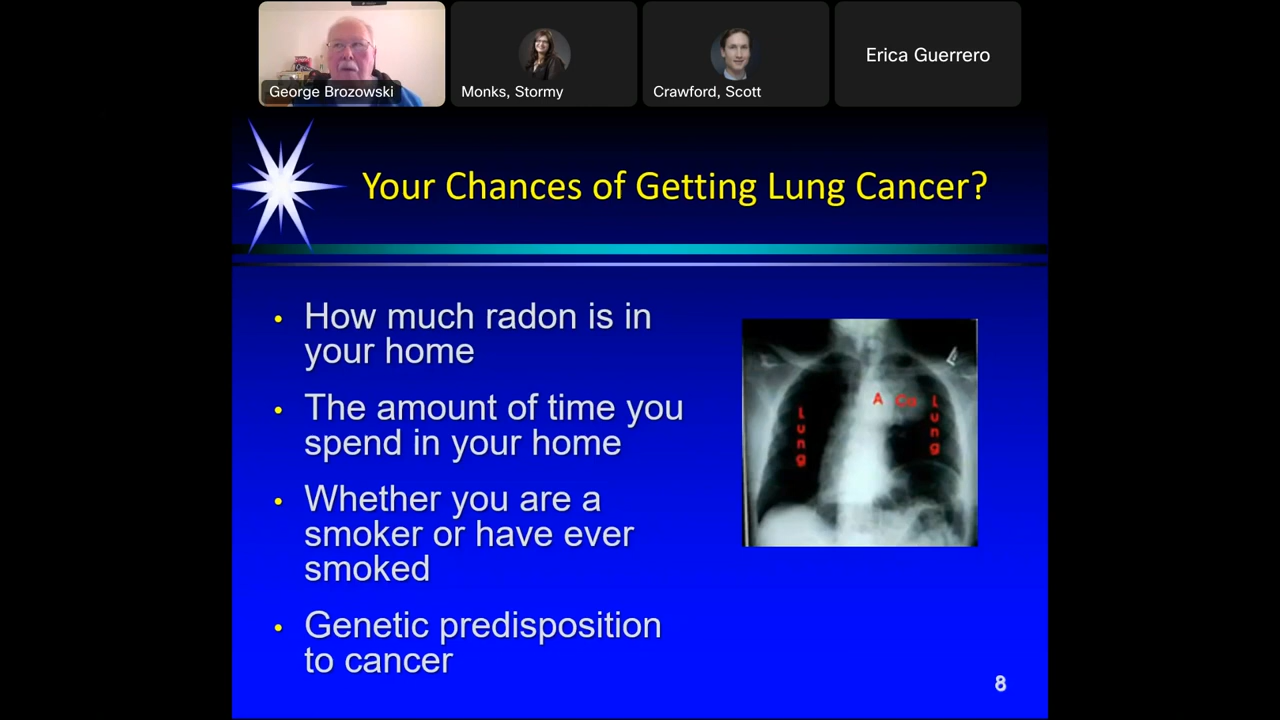 George Brozowski
Monks, Stormy
Crawford, Scott
Erica Guerrero
Your Chances of Getting Lung Cancer?
• How much radon is in
your home
• The amount of time you
spend in your home
• Whether you are a
smoker or have ever
smoked
• Genetic predisposition
to cancer
Lung
A Ca
Lung
8